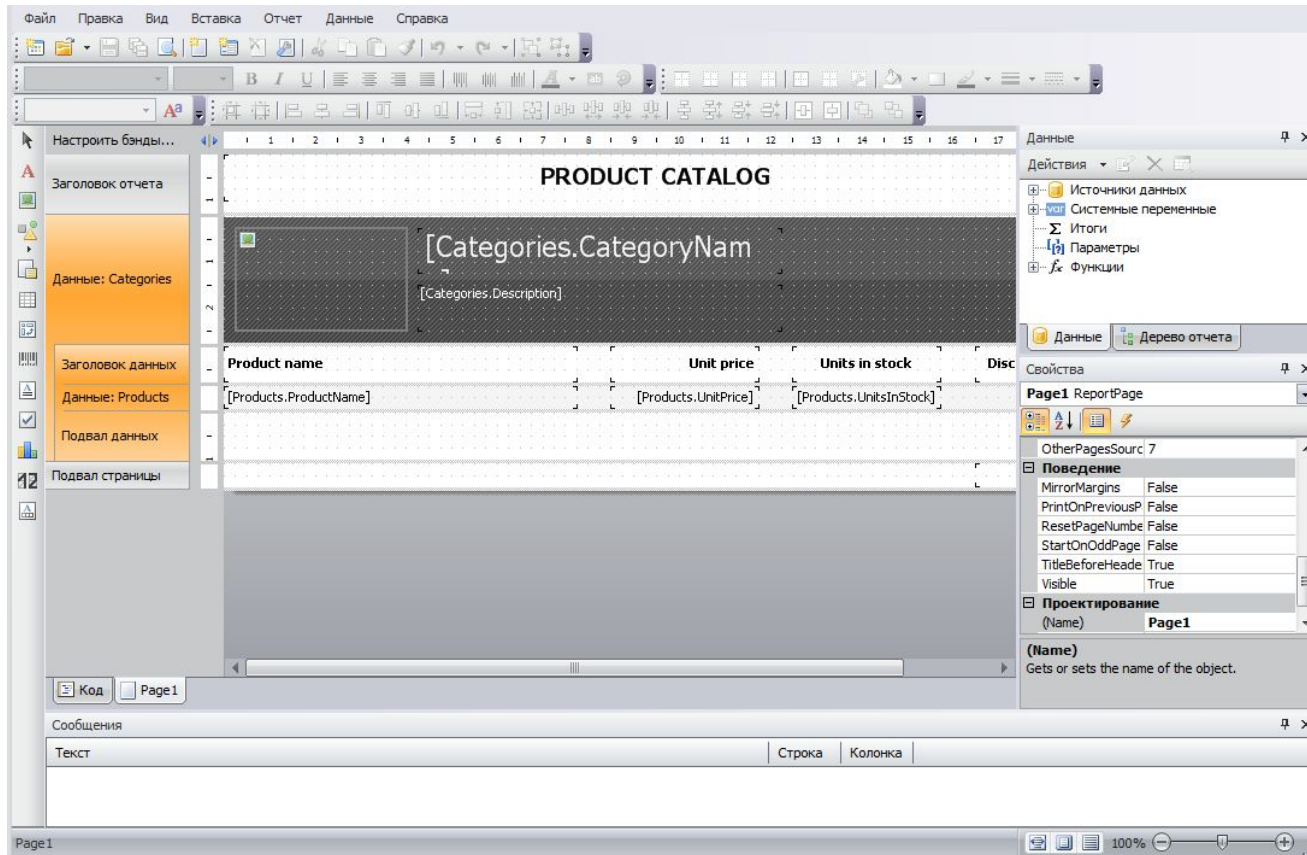 Файл Правка Вид Вставка Отчет Данные Справка
B I U A
Aa
Настроить бэнды...
1 2 3 4 5 6 7 8 9 10 11 12 13 14 15 16 17
Заголовок отчета
PRODUCT CATALOG
Данные: Categories
[Categories.CategoryNam
[Categories.Description]
2
Заголовок данных
Product name Unit price Units in stock Disc
Данные: Products
[Products.ProductName] [Products.UnitPrice] [Products.UnitsInStock]
Подвал данных
1
Подвал страницы
Код Page1
Данные
Действия
Источники данных
var Системные переменные
Σ Итоги
[?] Параметры
fx Функции
Данные Дерево отчета
Свойства
Page1 ReportPage
OtherPagesSourc 7
Поведение
MirrorMargins False
PrintOnPreviousP False
ResetPageNumbe False
StartOnOddPage False
TitleBeforeHeade True
Visible True
Проектирование
(Name) Page1
(Name)
Gets or sets the name of the object.
Сообщения
Текст Строка Колонка
Page1 100%